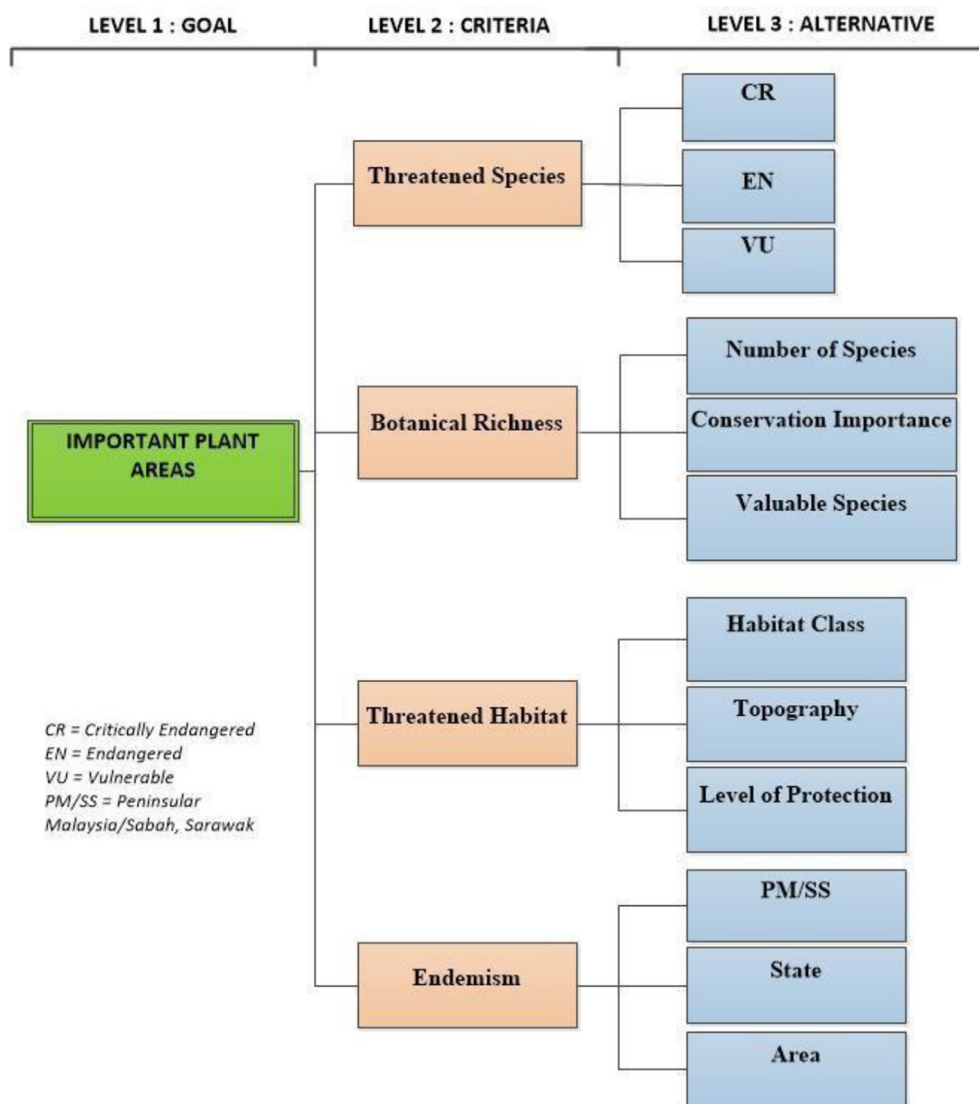 LEVEL 1 : GOAL
LEVEL 2 : CRITERIA
LEVEL 3 : ALTERNATIVE
CR
Threatened Species
EN
VU
Number of Species
Botanical Richness
Conservation Importance
IMPORTANT PLANT
AREAS
Valuable Species
Habitat Class
Threatened Habitat
Topography
Level of Protection
CR = Critically Endangered
EN = Endangered
VU = Vulnerable
PM/SS = Peninsular
Malaysia/Sabah, Sarawak
PM/SS
Endemism
State
Area